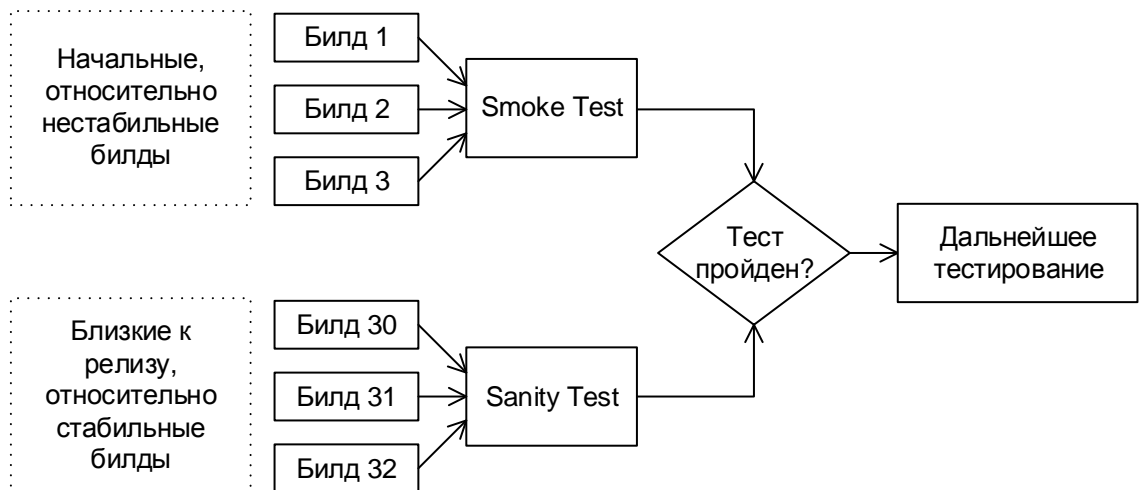 Начальные,
относительно
нестабильные
билды
Билд 1
Билд 2
Билд 3
Smoke Test
Тест
пройден?
Дальнейшее
тестирование
Близкие к
релизу,
относительно
стабильные
билды
Билд 30
Билд 31
Билд 32
Sanity Test